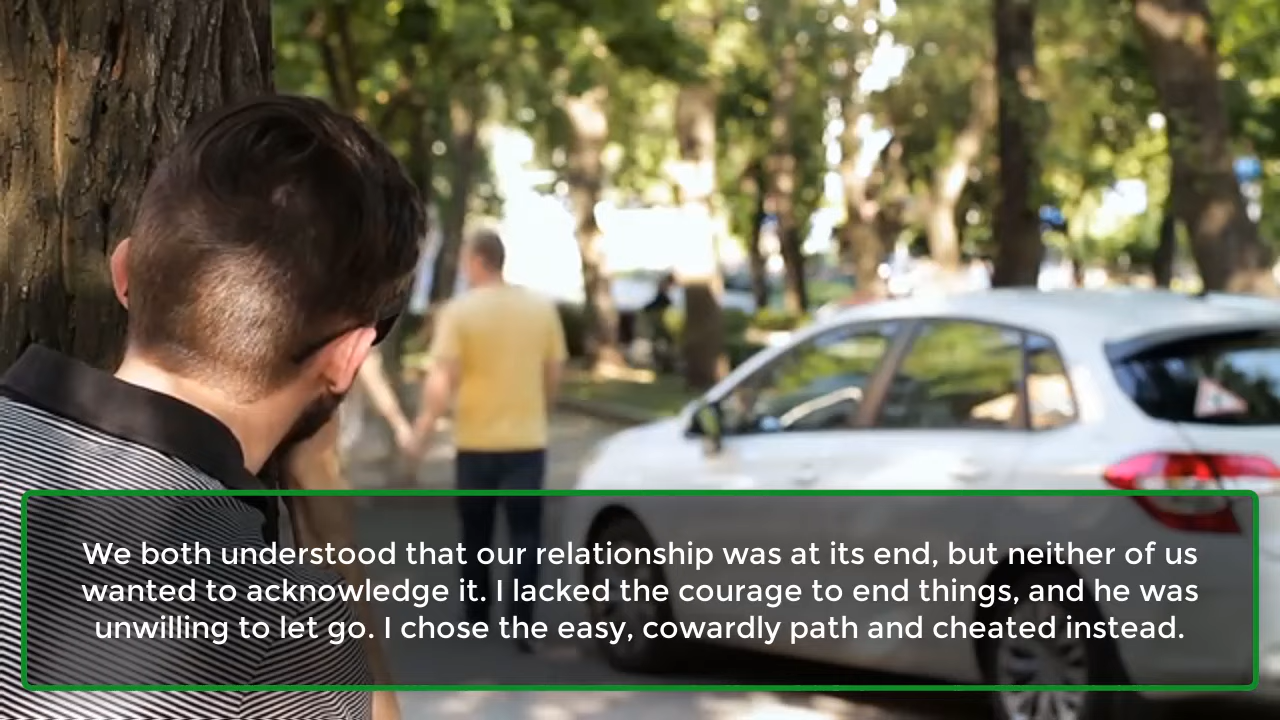 We both understood that our relationship was at its end, but neither of us
wanted to acknowledge it. I lacked the courage to end things, and he was
unwilling to let go. I chose the easy, cowardly path and cheated instead.